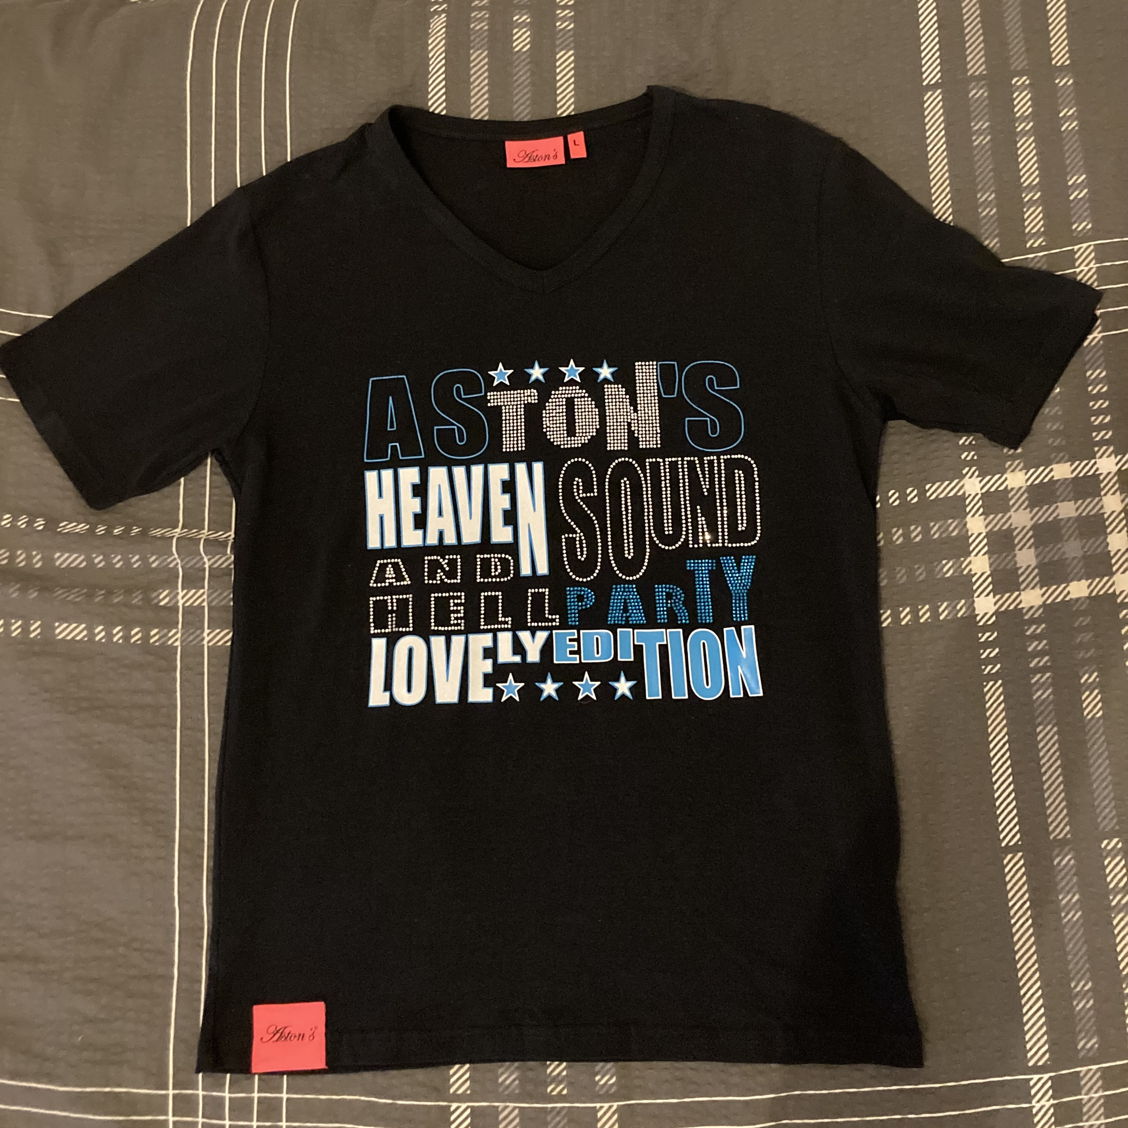 Aston's
L
ASTON'S
HEAVEN SOUND
AND
HELL PARTY
LOVELY EDITION
Aston's